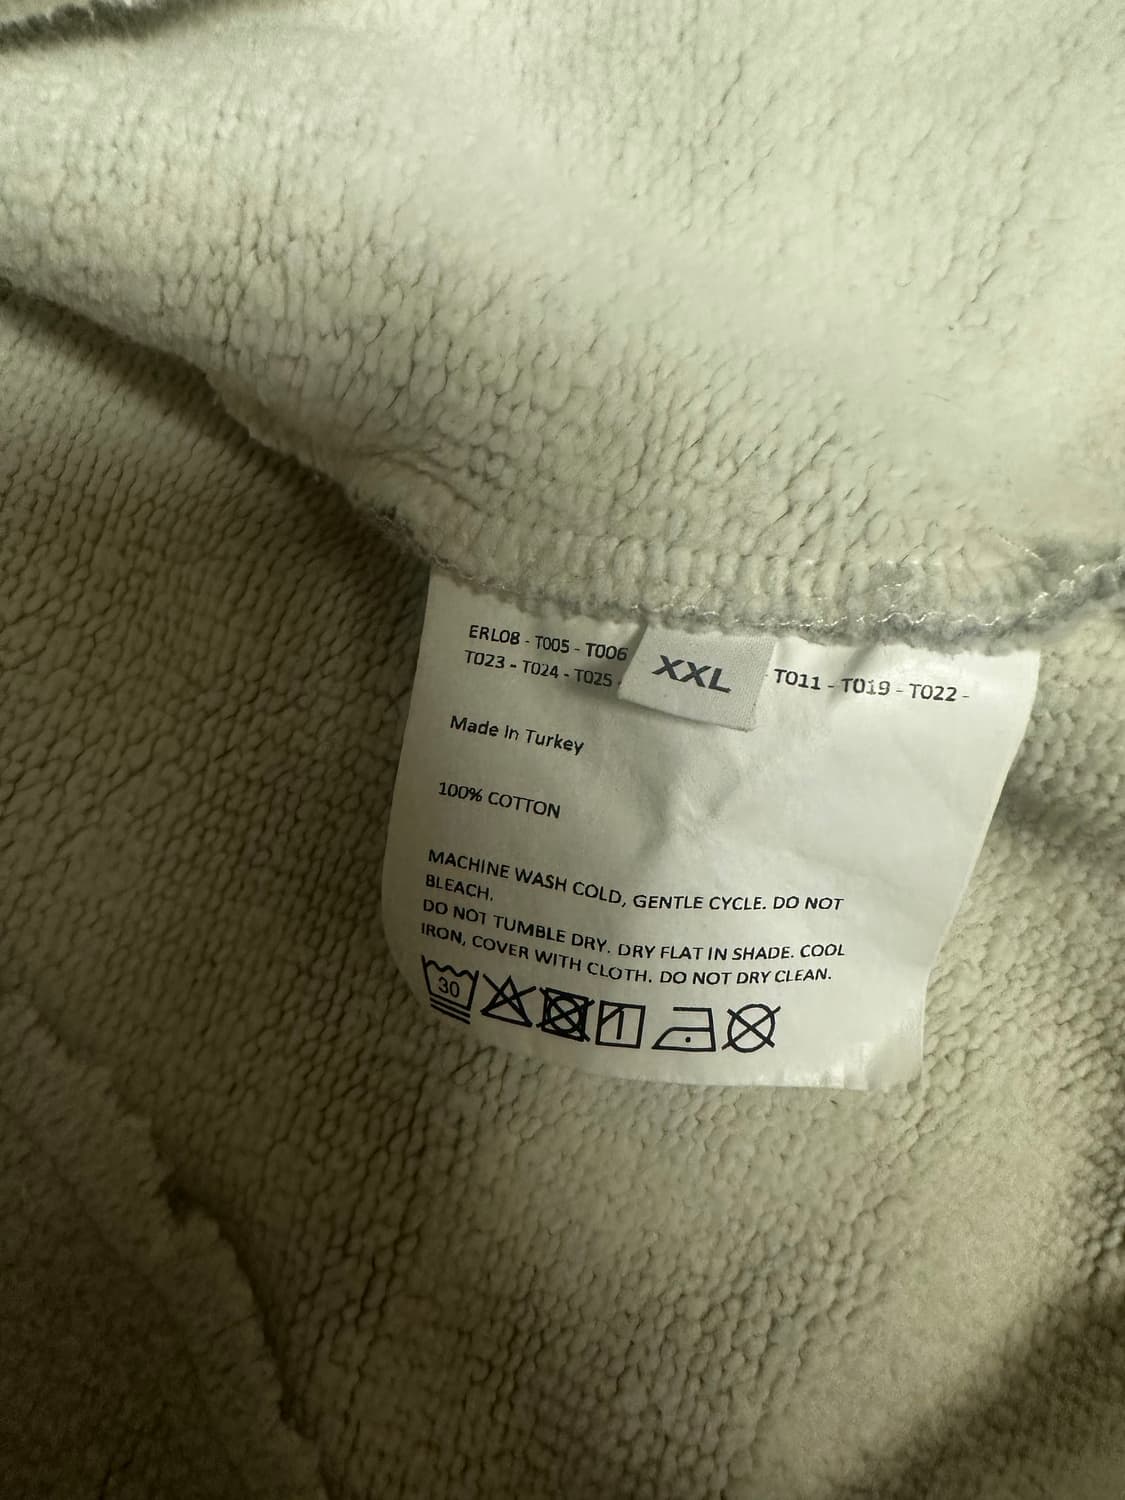 ERL08 - T005 - T006
XXL
T011 - T019 - T022 -
T023 - T024 - T025
Made In Turkey
100% COTTON
MACHINE WASH COLD, GENTLE CYCLE. DO NOT
BLEACH.
DO NOT TUMBLE DRY. DRY FLAT IN SHADE. COOL
IRON, COVER WITH CLOTH. DO NOT DRY CLEAN.
30